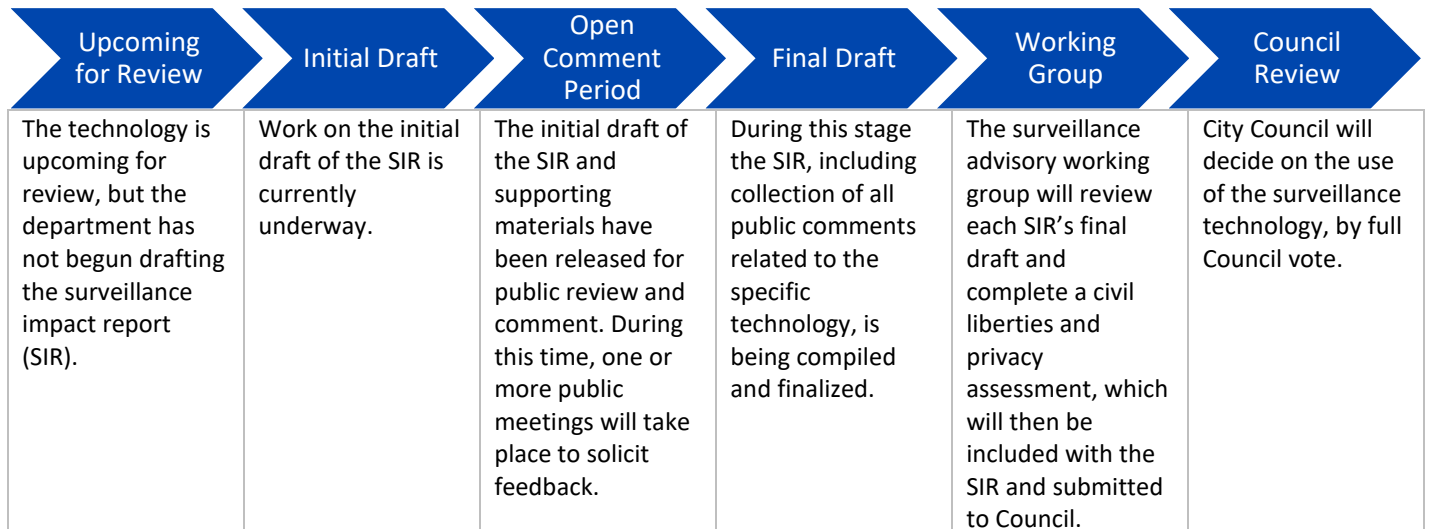 Upcoming
for Review
Initial Draft
Open
Comment
Period
Final Draft
Working
Group
Council
Review
The technology is
upcoming for
review, but the
department has
not begun drafting
the surveillance
impact report
(SIR).
Work on the initial
draft of the SIR is
currently
underway.
The initial draft of
the SIR and
supporting
materials have
been released for
public review and
comment. During
this time, one or
more public
meetings will take
place to solicit
feedback.
During this stage
the SIR, including
collection of all
public comments
related to the
specific
technology, is
being compiled
and finalized.
The surveillance
advisory working
group will review
each SIR’s final
draft and
complete a civil
liberties and
privacy
assessment, which
will then be
included with the
SIR and submitted
to Council.
City Council will
decide on the use
of the surveillance
technology, by full
Council vote.